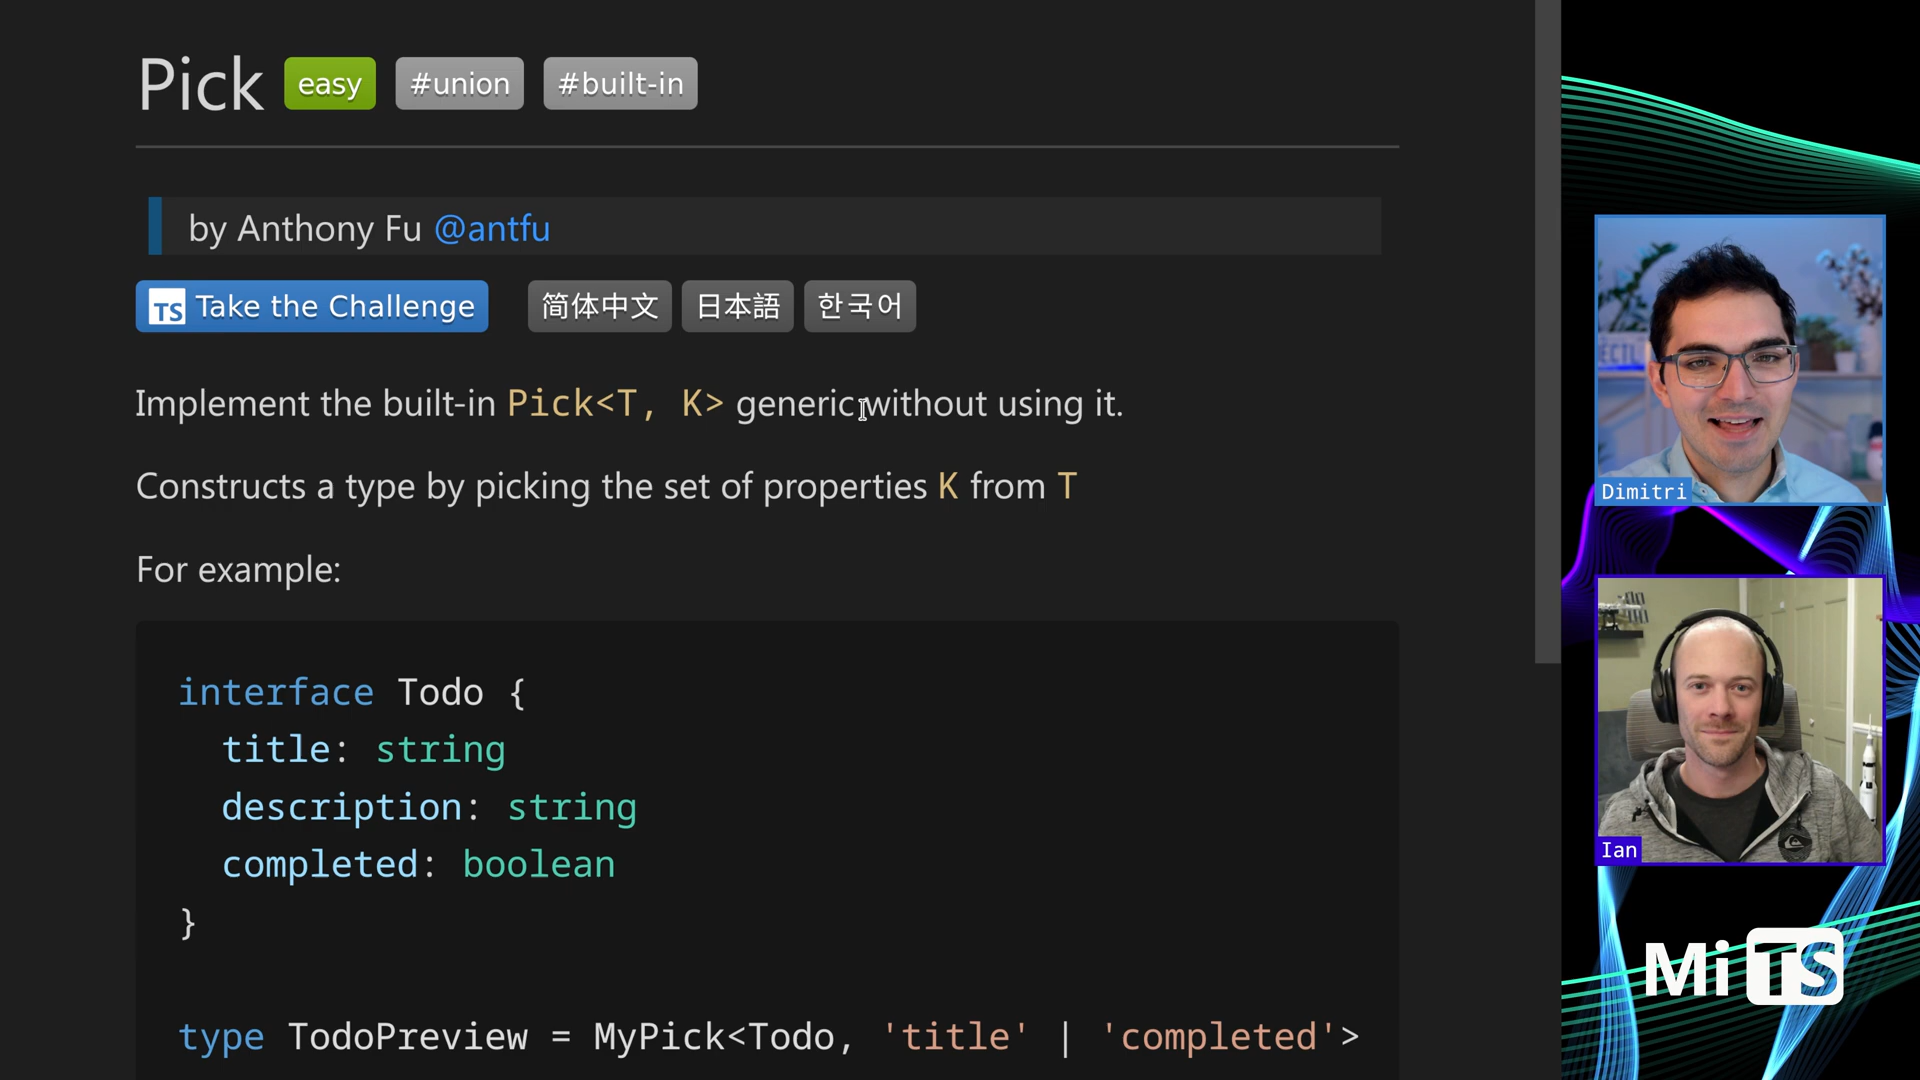 Pick easy #union #built-in
by Anthony Fu @antfu
TS Take the Challenge 简体中文 日本語 한국어
Implement the built-in Pick<T, K> generic without using it.
Constructs a type by picking the set of properties K from T
For example:
interface Todo {
title: string
description: string
completed: boolean
}
type TodoPreview = MyPick<Todo, 'title' | 'completed'>
Dimitri
Ian
MiTS